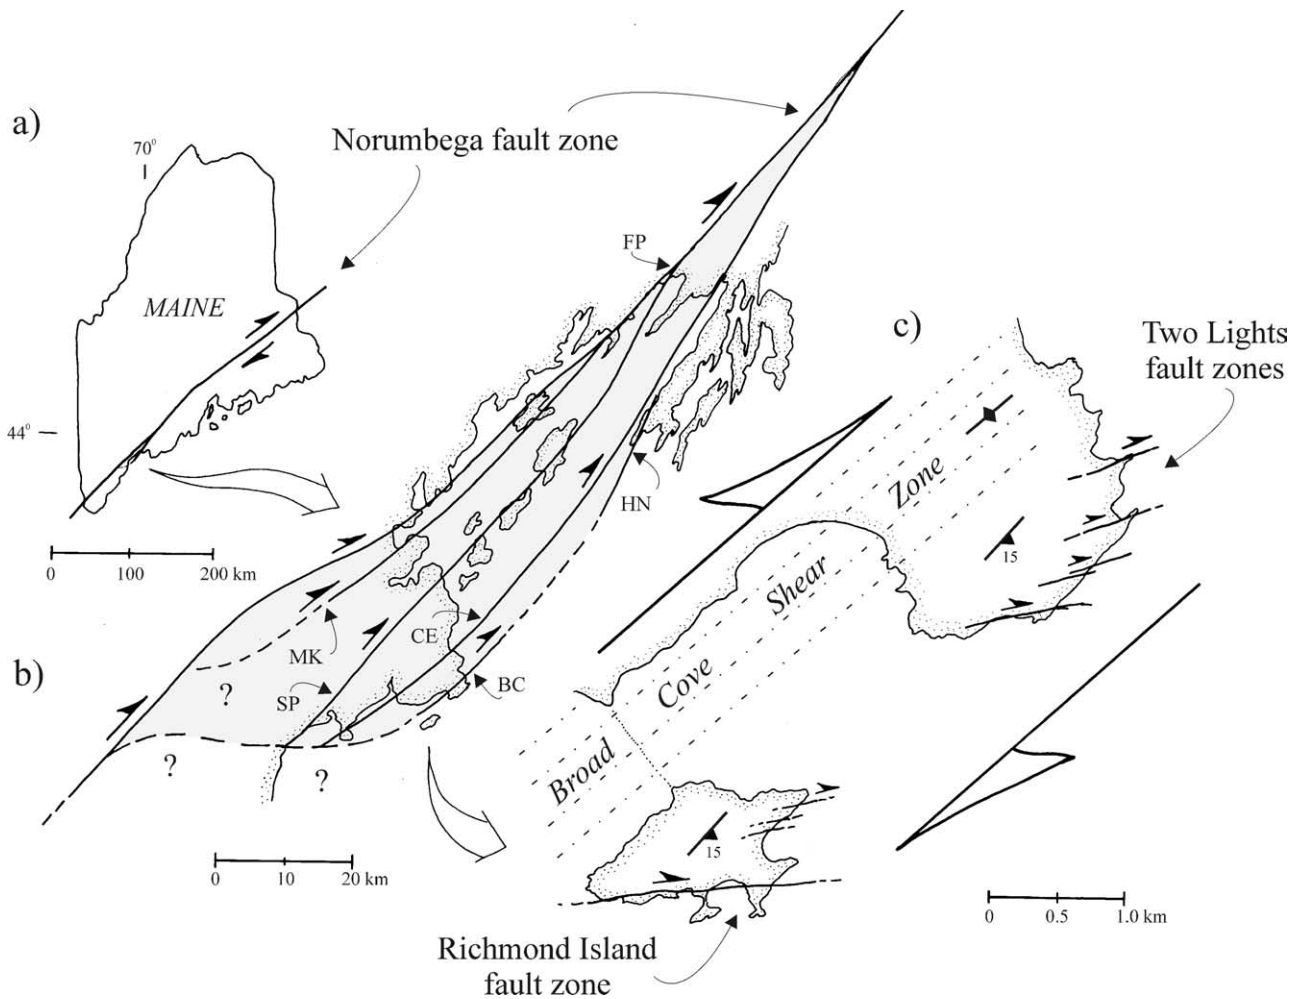 a)
70⁰
Norumbega fault zone
MAINE
44⁰
0 100 200 km
FP
HN
CE
MK
BC
SP
b)
?
?
?
0 10 20 km
c)
Two Lights
fault zones
Zone
Shear
Cove
Broad
15
15
Richmond Island
fault zone
0 0.5 1.0 km